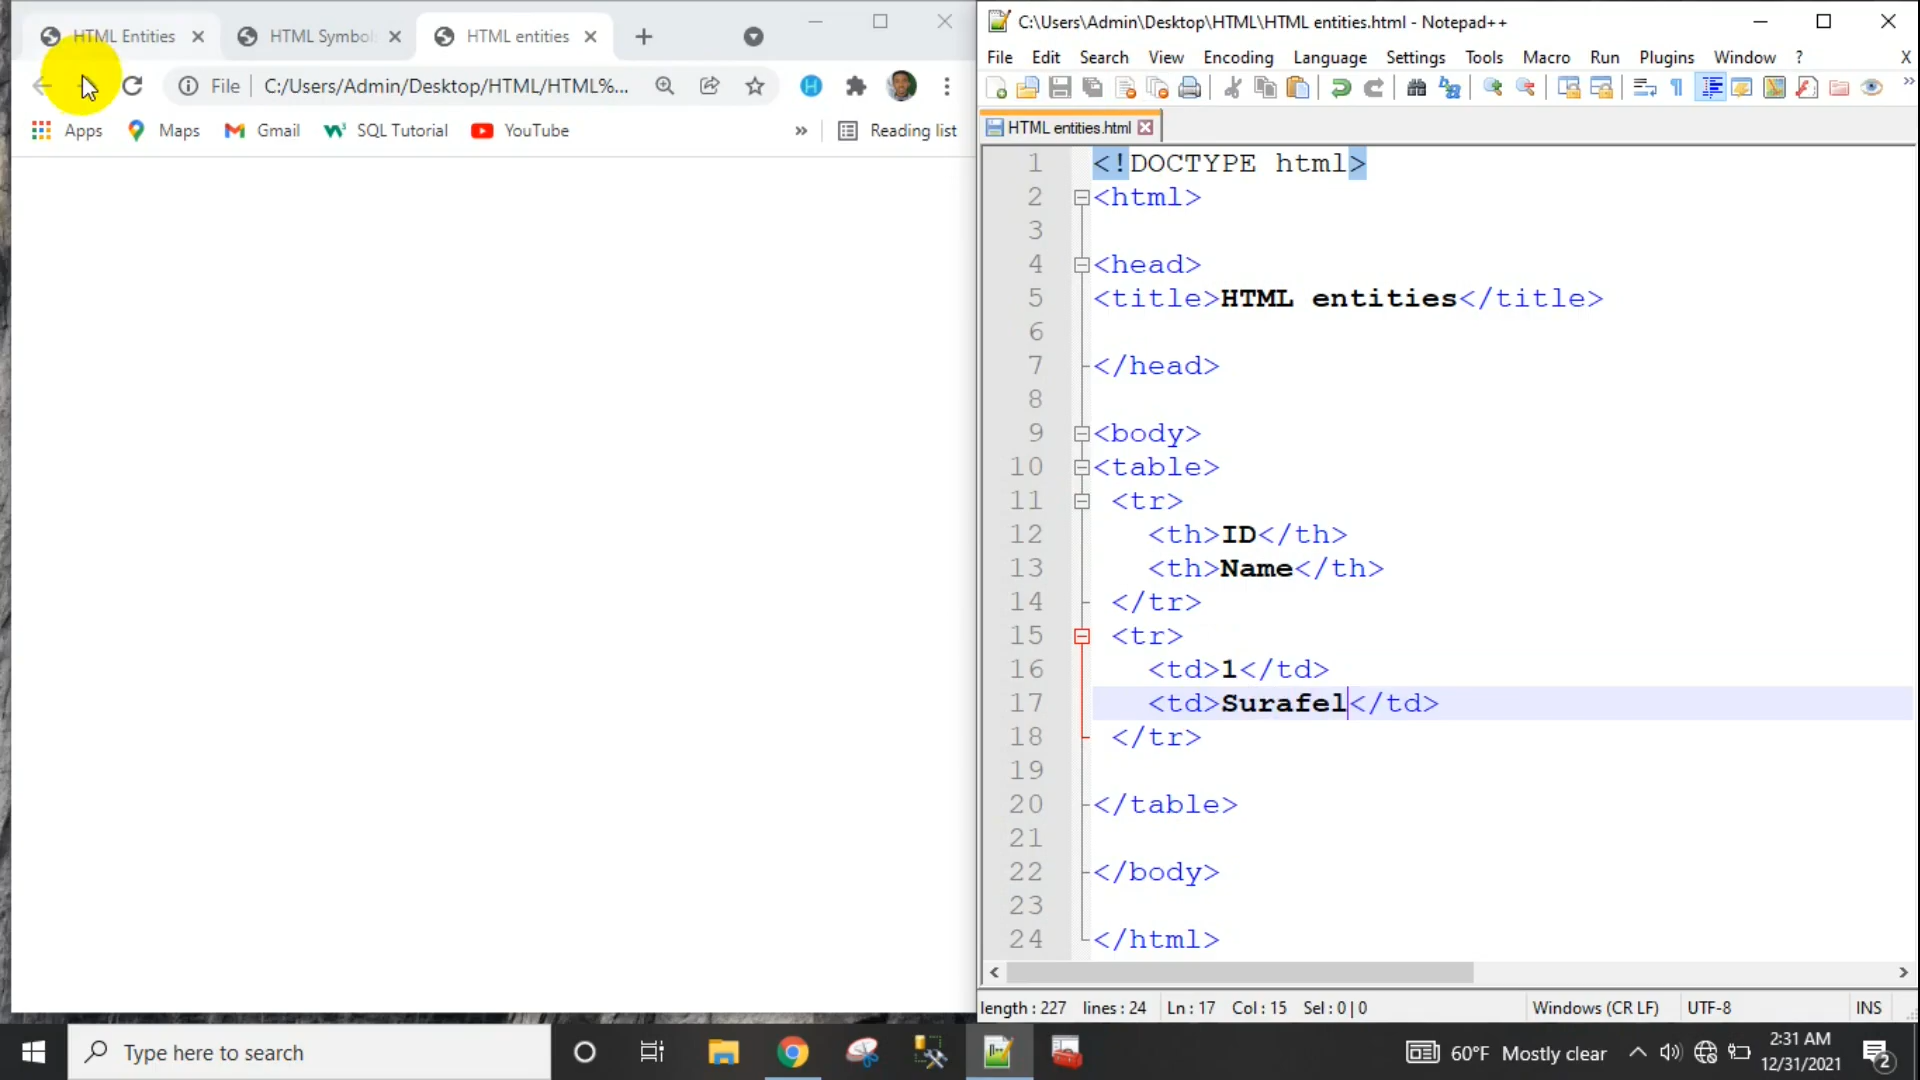 HTML Entities
HTML Symbol
HTML entities
File
C:/Users/Admin/Desktop/HTML/HTML%...
Apps
Maps
Gmail
SQL Tutorial
YouTube
»
Reading list
C:\Users\Admin\Desktop\HTML\HTML entities.html - Notepad++
File Edit Search View Encoding Language Settings Tools Macro Run Plugins Window ? X
HTML entities.html
1 <!DOCTYPE html>
2 <html>
3
4 <head>
5 <title>HTML entities</title>
6
7 </head>
8
9 <body>
10 <table>
11 <tr>
12 <th>ID</th>
13 <th>Name</th>
14 </tr>
15 <tr>
16 <td>1</td>
17 <td>Surafel</td>
18 </tr>
19
20 </table>
21
22 </body>
23
24 </html>
length : 227 lines : 24 Ln : 17 Col : 15 Sel : 0 | 0 Windows (CR LF) UTF-8 INS
Type here to search
60°F Mostly clear
2:31 AM
12/31/2021
2